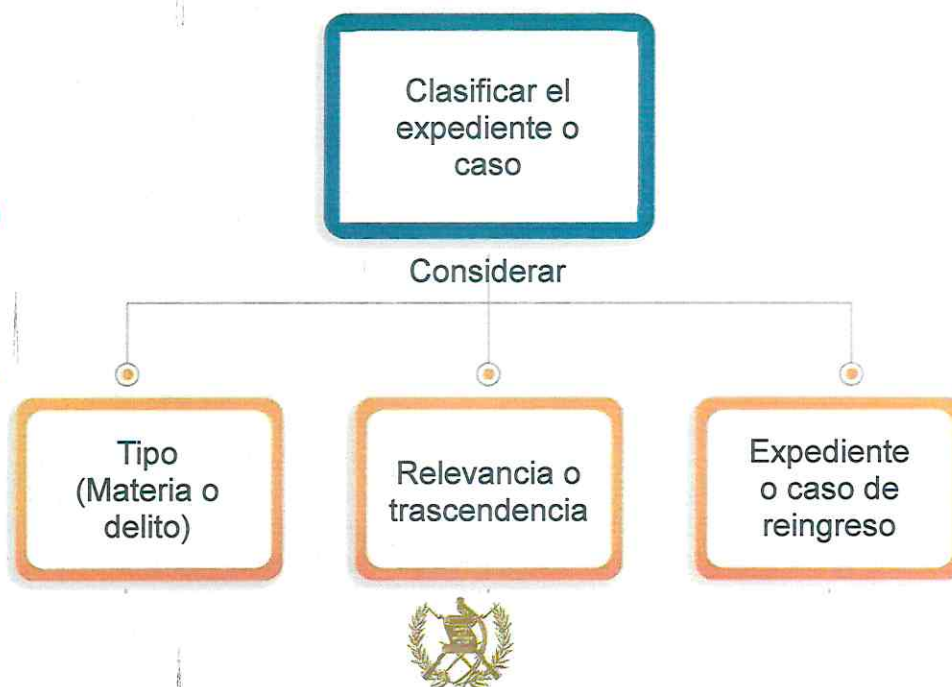 Clasificar el
expediente o
caso
Considerar
Tipo
(Materia o
delito)
Relevancia o
trascendencia
Expediente
o caso de
reingreso